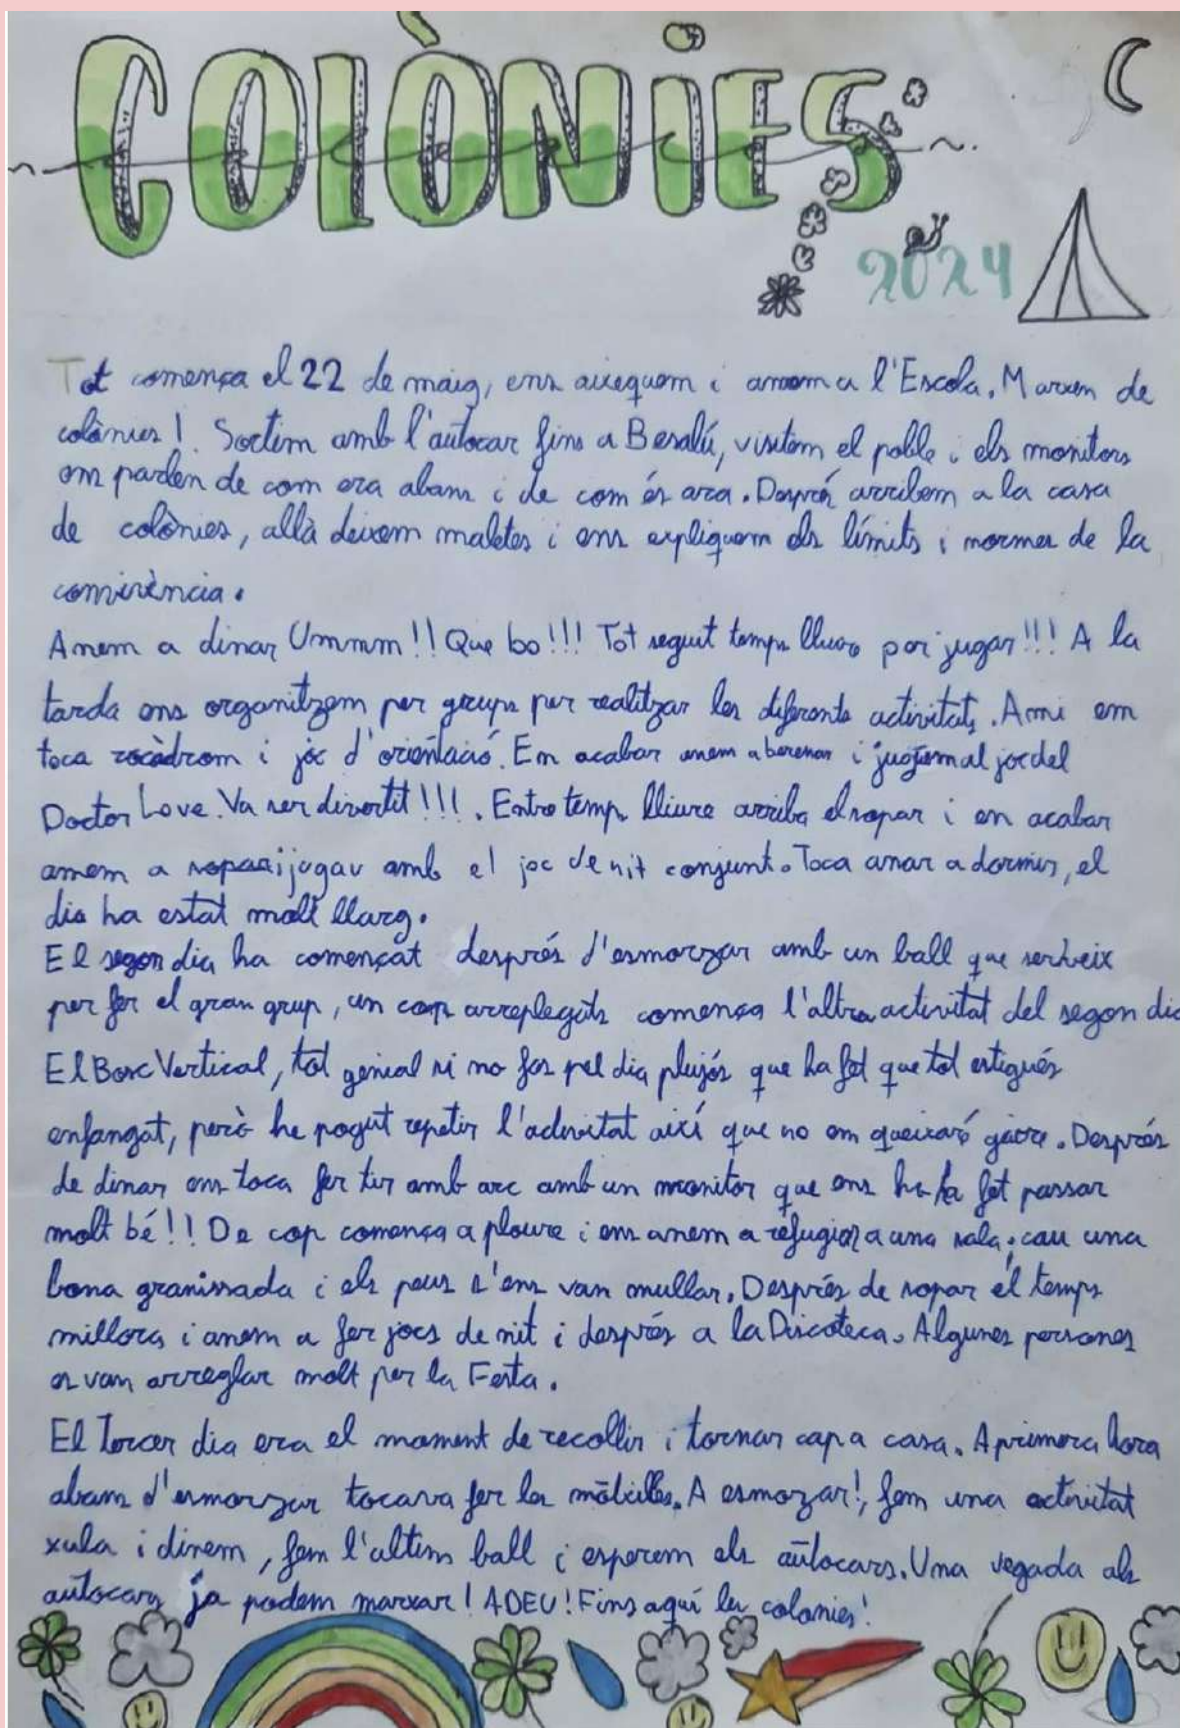 COLÒNiES
2024
Tot comença el 22 de maig, ens aixequem i anem a l'Escola. Marxem de
colònies! Sortim amb l'autocar fins a Besalú, visitem el poble i els monitors
ens parlen de com era abans i de com és ara. Després arribem a la casa
de colònies, allà deixem maletes i ens expliquem els límits i normes de la
convivència.
Anem a dinar Ummm!! Que bo!!! Tot seguit temps lliure per jugar!!! A la
tarda ens organitzem per grups per realitzar les diferents activitats. A mi em
toca rocòdrom i joc d'orientació. En acabar anem a berenar i juguem al joc del
Doctor Love. Va ser divertit!!!. Entre temps lliure arriba el sopar i en acabar
anem a sopar i jugar amb el joc de nit conjunt. Toca anar a dormir, el
dia ha estat molt llarg.
El segon dia ha començat després d'esmorzar amb un ball que serveix
per fer el gran grup, un cop arreplegats comença l'altra activitat del segon dia
El Bosc Vertical, tot genial si no fos pel dia plujós que ha fet que tot estigués
enfangat, però he pogut repetir l'activitat així que no em queixaré gaire. Després
de dinar ens toca fer tir amb arc amb un monitor que ens ho ha fet passar
molt bé!! De cop comença a ploure i ens anem a refugiar a una sala; cau una
bona granissada i els peus s'ens van mullar. Després de sopar el temps
millora i anem a fer jocs de nit i després a la Discoteca. Algunes persones
es van arreglar molt per la Festa.
El tercer dia era el moment de recollir i tornar cap a casa. A primera hora
abans d'esmorzar tocava fer les motxilles. A esmozar!, fem una activitat
xula i dinem, fem l'ultim ball i esperem els autocars. Una vegada als
autocars ja podem marxar! ADEU! Fins aquí les colonies!